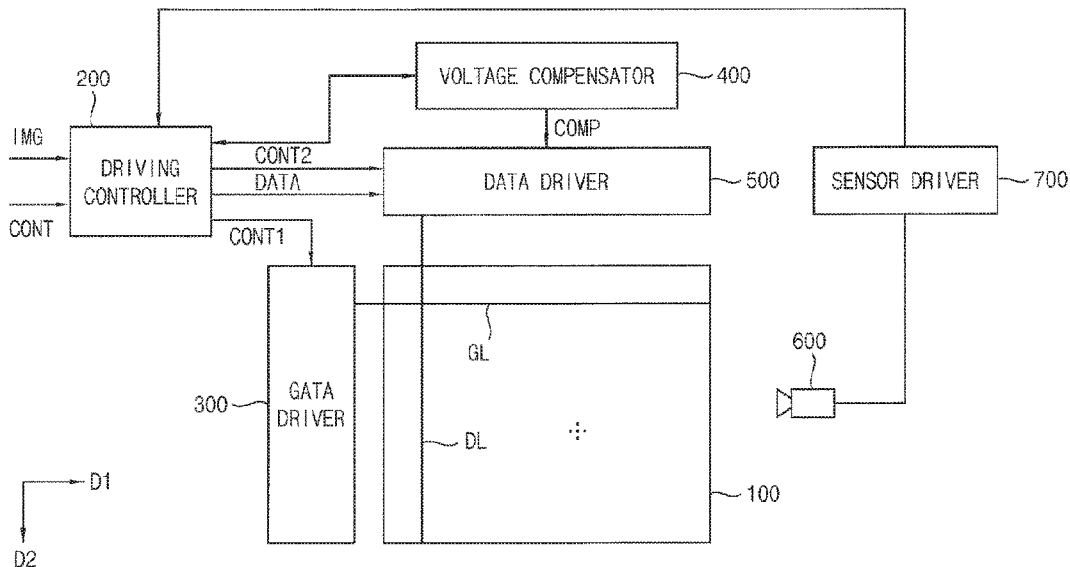 200
IMG
CONT
DRIVING
CONTROLLER
VOLTAGE COMPENSATOR
400
COMP
CONT2
DATA
CONT1
DATA DRIVER
500
SENSOR DRIVER
700
GL
600
300
GATA
DRIVER
DL
100
D1
D2